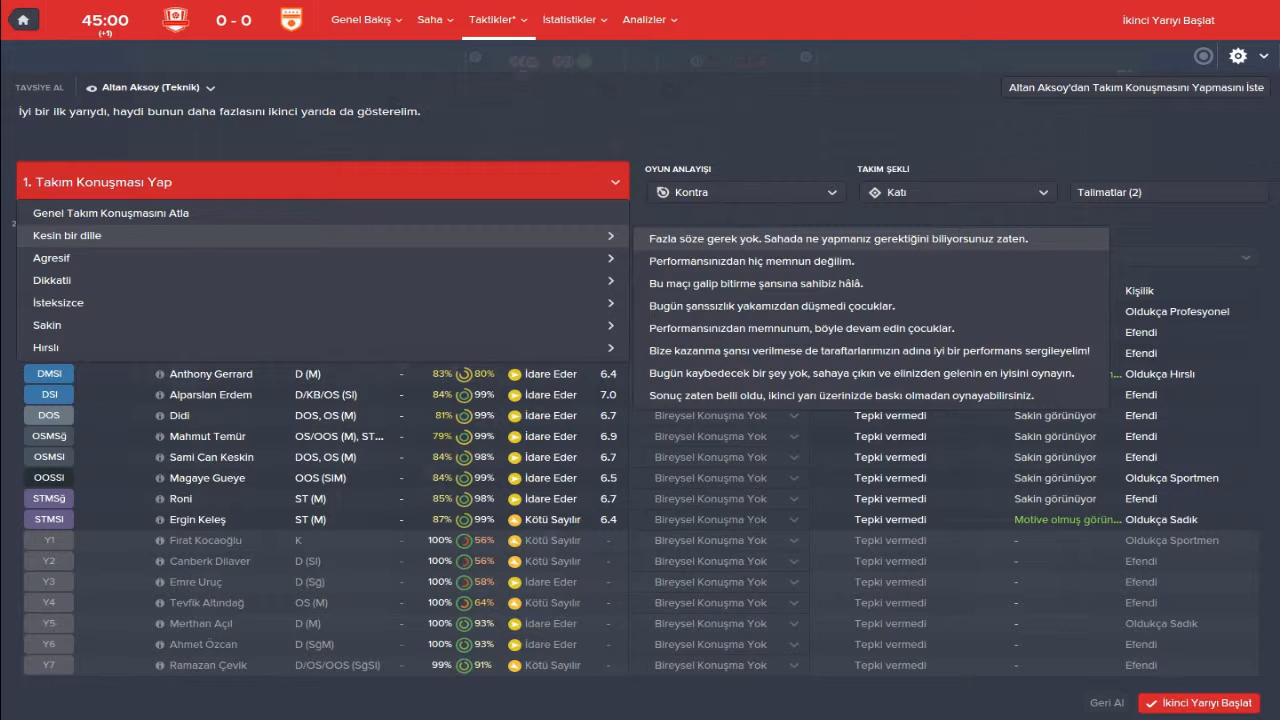 45:00
(+1)
0 - 0
Genel Bakış
Saha
Taktikler*
İstatistikler
Analizler
İkinci Yarıyı Başlat
TAVSİYE AL
Altan Aksoy (Teknik)
Altan Aksoy'dan Takım Konuşmasını Yapmasını İste
İyi bir ilk yarıydı, haydi bunun daha fazlasını ikinci yarıda da gösterelim.
1. Takım Konuşması Yap
OYUN ANLAYIŞI
TAKIM ŞEKLİ
Kontra
Katı
Talimatlar (2)
Genel Takım Konuşmasını Atla
Kesin bir dille
Agresif
Dikkatli
İsteksizce
Sakin
Hırslı
Fazla söze gerek yok. Sahada ne yapmanız gerektiğini biliyorsunuz zaten.
Performansınızdan hiç memnun değilim.
Bu maçı galip bitirme şansına sahibiz hâlâ.
Bugün şanssızlık yakamızdan düşmedi çocuklar.
Performansınızdan memnunum, böyle devam edin çocuklar.
Bize kazanma şansı verilmese de taraftarlarımızın adına iyi bir performans sergileyelim!
Bugün kaybedecek bir şey yok, sahaya çıkın ve elinizden gelenin en iyisini oynayın.
Sonuç zaten belli oldu, ikinci yarı üzerinizde baskı olmadan oynayabilirsiniz.
Kişilik
Oldukça Profesyonel
Efendi
Efendi
DMSI Anthony Gerrard D (M) - 83% 80% İdare Eder 6.4 Oldukça Hırslı
DSI Alparslan Erdem D/KB/OS (SI) - 84% 99% İdare Eder 7.0 Efendi
DOS Didi DOS, OS (M) - 81% 99% İdare Eder 6.7 Bireysel Konuşma Yok Tepki vermedi Sakin görünüyor Efendi
OSMSğ Mahmut Temür OS/OOS (M), ST... - 79% 99% İdare Eder 6.9 Bireysel Konuşma Yok Tepki vermedi Sakin görünüyor Efendi
OSMSI Sami Can Keskin DOS, OS (M) - 84% 98% İdare Eder 6.7 Bireysel Konuşma Yok Tepki vermedi Sakin görünüyor Efendi
OOSSI Magaye Gueye OOS (SIM) - 84% 99% İdare Eder 6.5 Bireysel Konuşma Yok Tepki vermedi Sakin görünüyor Oldukça Sportmen
STMSğ Roni ST (M) - 85% 98% İdare Eder 6.7 Bireysel Konuşma Yok Tepki vermedi Sakin görünüyor Efendi
STMSI Ergin Keleş ST (M) - 87% 99% Kötü Sayılır 6.4 Bireysel Konuşma Yok Tepki vermedi Motive olmuş görün... Oldukça Sadık
Y1 Fırat Kocaoğlu K 100% 56% Kötü Sayılır - Bireysel Konuşma Yok Tepki vermedi - Oldukça Sportmen
Y2 Canberk Dilaver D (SI) - 100% 56% Kötü Sayılır - Bireysel Konuşma Yok Tepki vermedi - Efendi
Y3 Emre Uruç D (Sğ) - 100% 58% İdare Eder - Bireysel Konuşma Yok Tepki vermedi - Efendi
Y4 Tevfik Altındağ OS (M) - 100% 64% Kötü Sayılır - Bireysel Konuşma Yok Tepki vermedi - Efendi
Y5 Merthan Açıl D (M) - 100% 93% İdare Eder - Bireysel Konuşma Yok Tepki vermedi - Oldukça Sadık
Y6 Ahmet Özcan D (SğM) - 100% 93% İdare Eder - Bireysel Konuşma Yok Tepki vermedi - Efendi
Y7 Ramazan Çevik D/OS/OOS (SğSI) - 99% 91% Kötü Sayılır - Bireysel Konuşma Yok Tepki vermedi - Efendi
Geri Al
İkinci Yarıyı Başlat